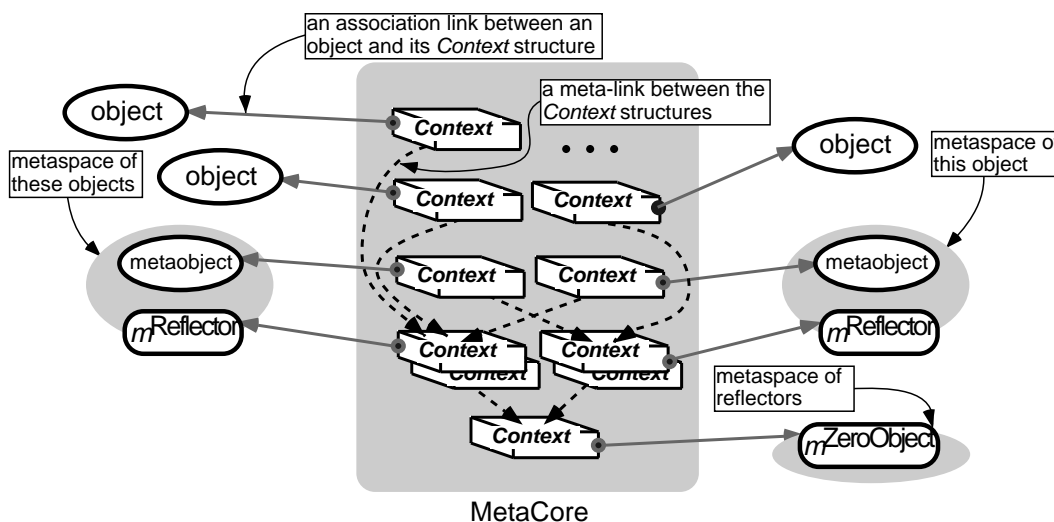 an association link between an
object and its Context structure
a meta-link between the
Context structures
object
Context
object
metaspace of
these objects
metaspace o
this object
object
Context
Context
metaobject
Context
Context
metaobject
mReflector
Context
Context
mReflector
Context
Context
metaspace of
reflectors
Context
mZeroObject
MetaCore